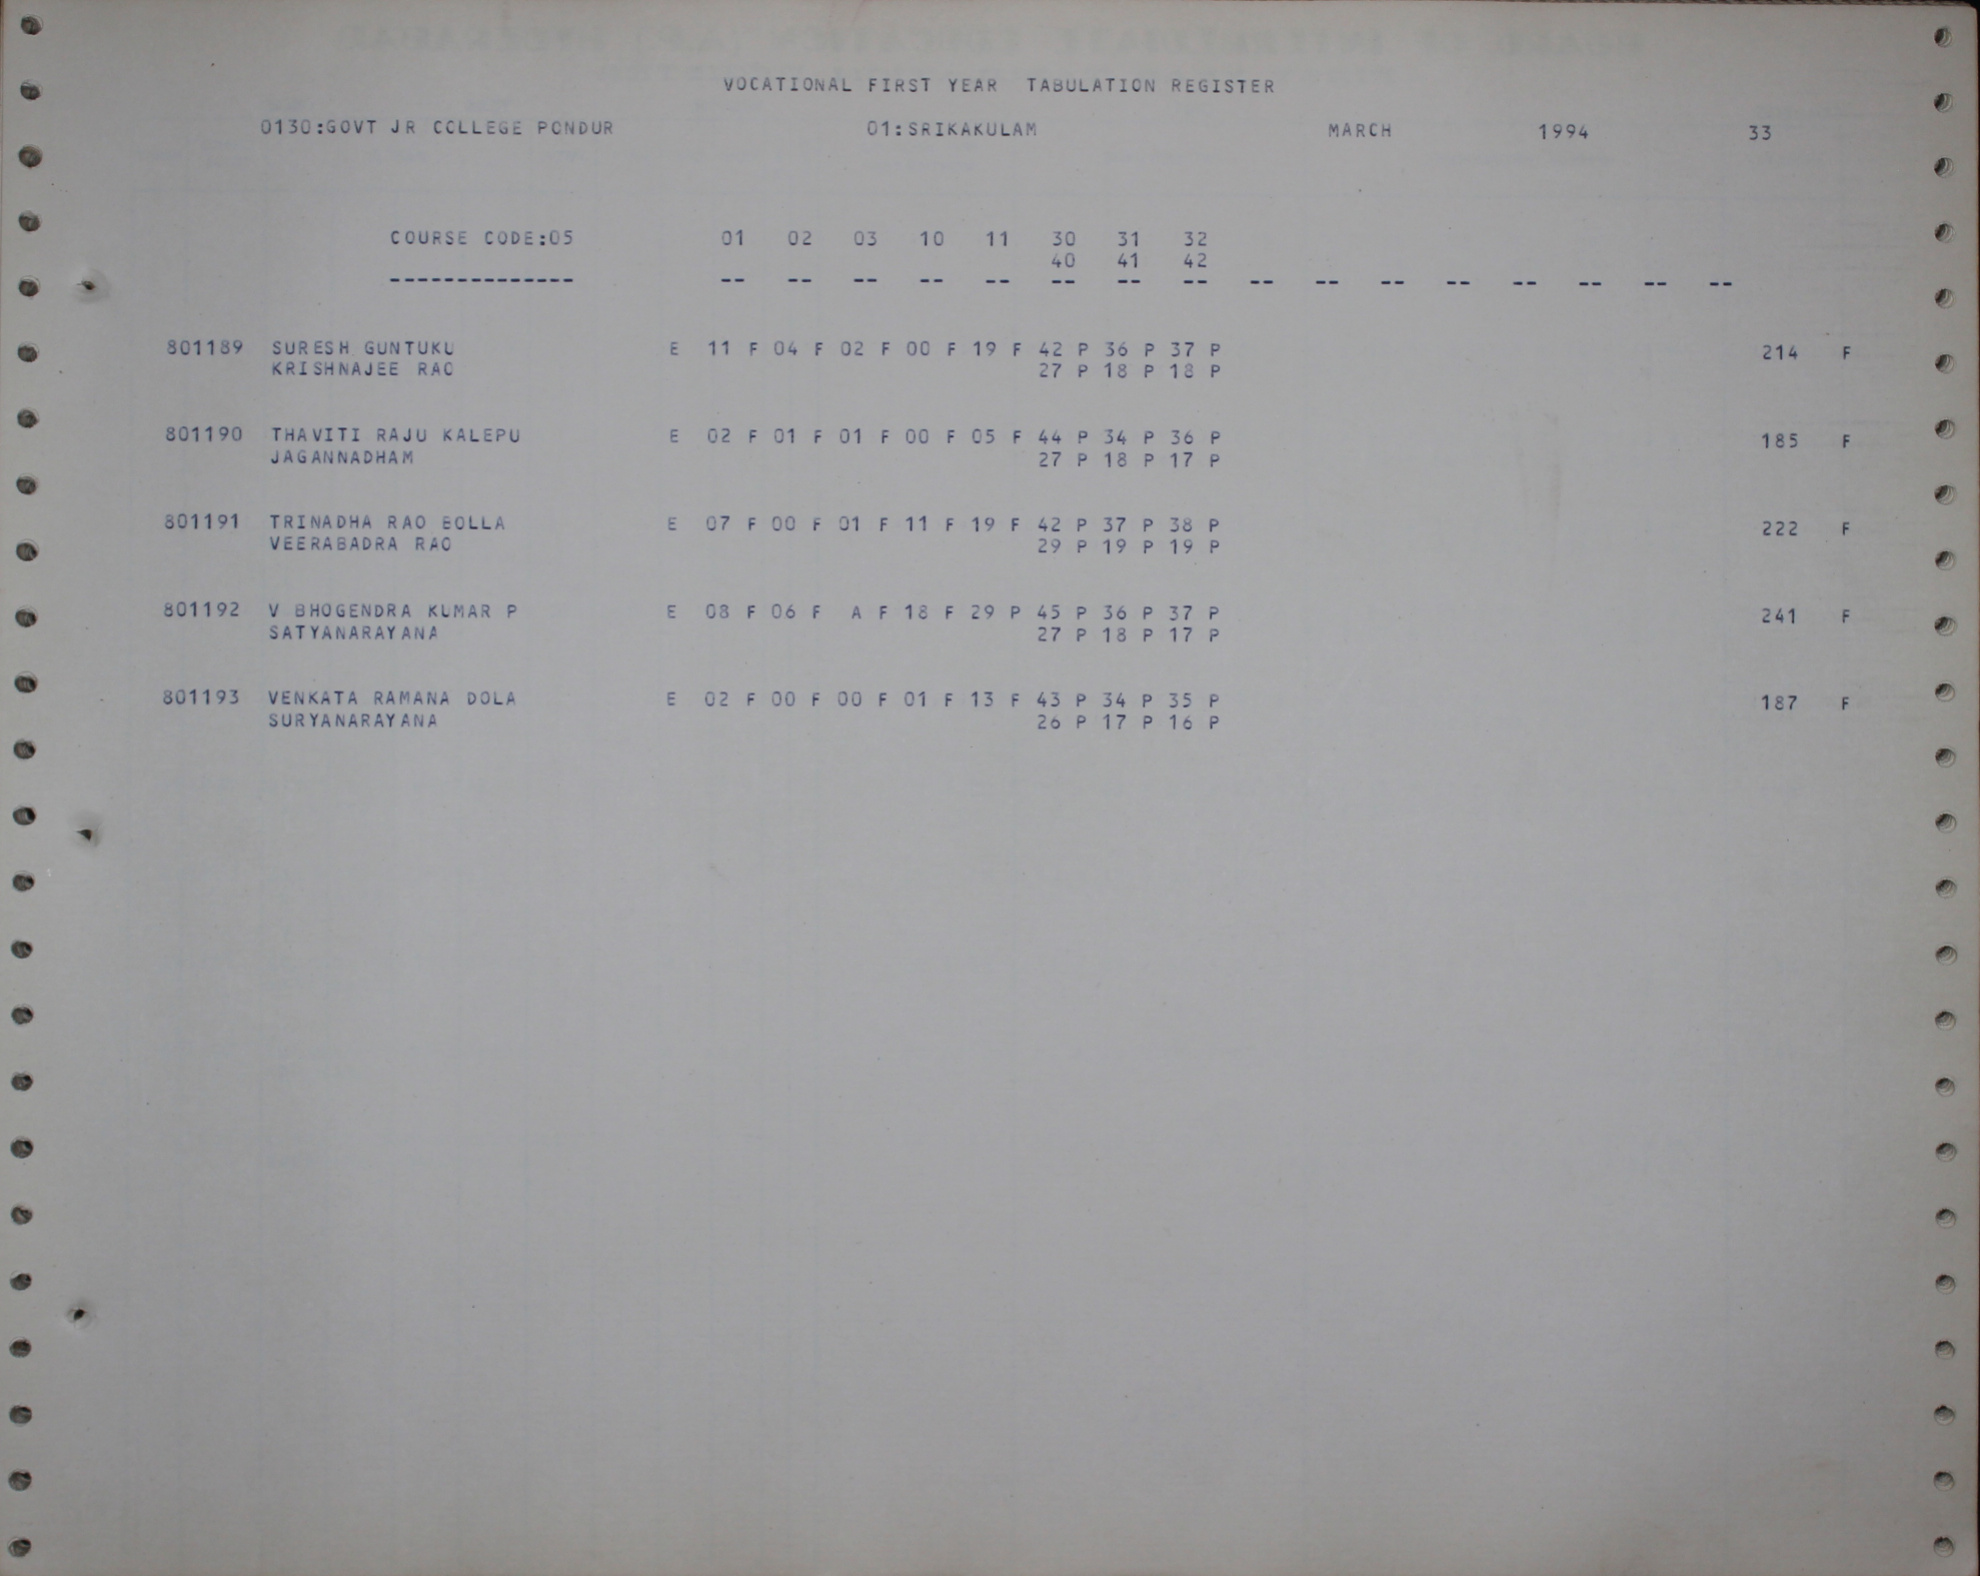 VOCATIONAL FIRST YEAR TABULATION REGISTER
0130:GOVT JR COLLEGE PONDUR 01:SRIKAKULAM MARCH 1994 33
COURSE CODE:05 01 02 03 10 11 30 31 32
40 41 42
-------------- -- -- -- -- -- -- -- -- -- -- -- -- -- -- -- --
801189 SURESH GUNTUKU E 11 F 04 F 02 F 00 F 19 F 42 P 36 P 37 P 214 F
KRISHNAJEE RAO 27 P 18 P 18 P
801190 THAVITI RAJU KALEPU E 02 F 01 F 01 F 00 F 05 F 44 P 34 P 36 P 185 F
JAGANNADHAM 27 P 18 P 17 P
801191 TRINADHA RAO BOLLA E 07 F 00 F 01 F 11 F 19 F 42 P 37 P 38 P 222 F
VEERABADRA RAO 29 P 19 P 19 P
801192 V BHOGENDRA KUMAR P E 08 F 06 F A F 18 F 29 P 45 P 36 P 37 P 241 F
SATYANARAYANA 27 P 18 P 17 P
801193 VENKATA RAMANA DOLA E 02 F 00 F 00 F 01 F 13 F 43 P 34 P 35 P 187 F
SURYANARAYANA 26 P 17 P 16 P